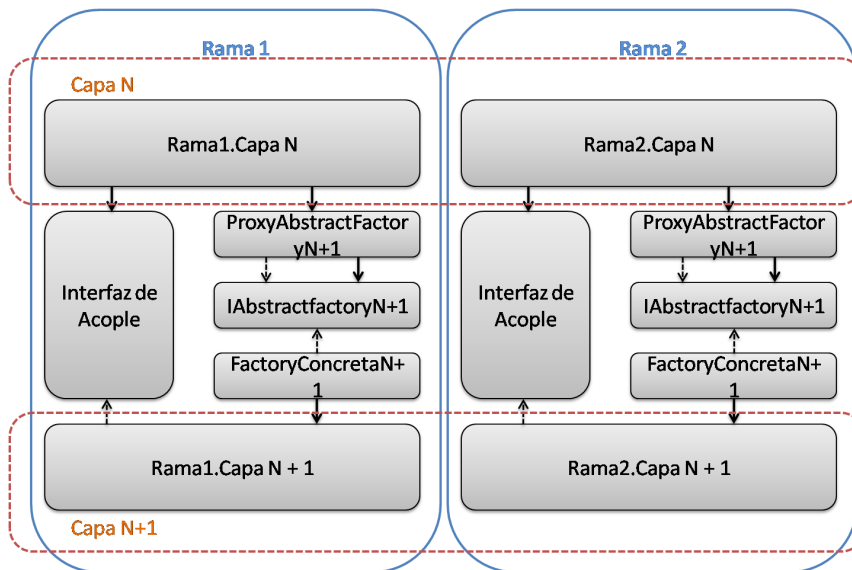 Rama 1
Rama 2
Capa N
Rama1.Capa N
Rama2.Capa N
Interfaz de
Acople
ProxyAbstractFactor
yN+1
IAbstractfactoryN+1
FactoryConcretaN+
1
Interfaz de
Acople
ProxyAbstractFactor
yN+1
IAbstractfactoryN+1
FactoryConcretaN+
1
Rama1.Capa N + 1
Rama2.Capa N + 1
Capa N+1